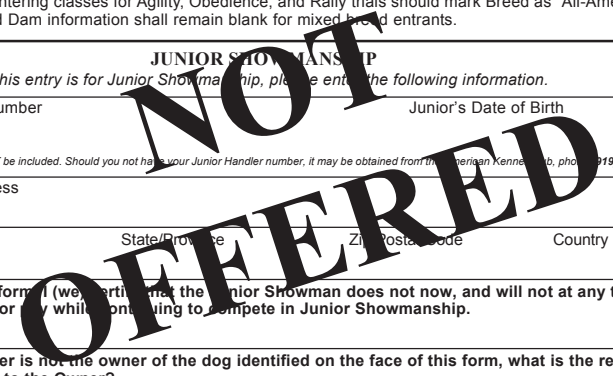 ntering classes for Agility, Obedience, and Rally trials should mark Breed as "All-Ame
d Dam information shall remain blank for mixed breed entrants.
JUNIOR SHOWMANSHIP
his entry is for Junior Showmanship, please enter the following information.
umber Junior's Date of Birth
be included. Should you not have your Junior Handler number, it may be obtained from the American Kennel Club, phone 919
ess
State/Province Zip/Postal Code Country
form I (we) certify that the Junior Showman does not now, and will not at any t
or pay while continuing to compete in Junior Showmanship.
er is not the owner of the dog identified on the face of this form, what is the re
to the Owner?
NOT
OFFERED